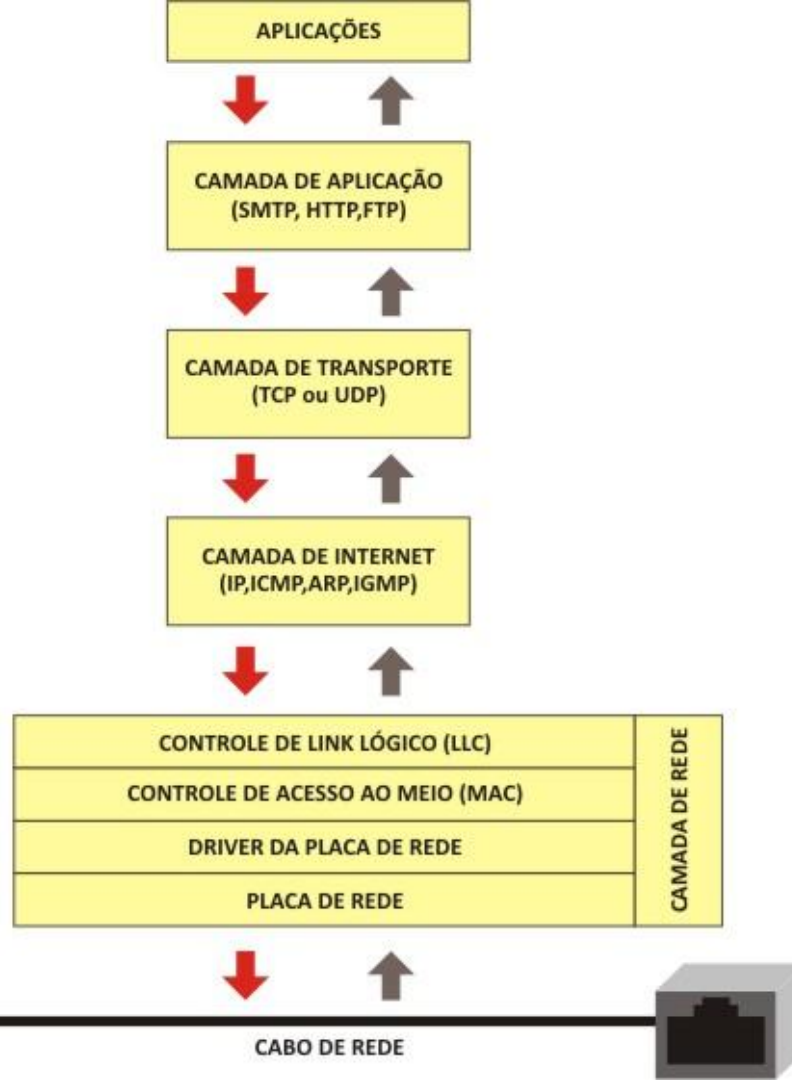 APLICAÇÕES
CAMADA DE APLICAÇÃO
(SMTP, HTTP,FTP)
CAMADA DE TRANSPORTE
(TCP ou UDP)
CAMADA DE INTERNET
(IP,ICMP,ARP,IGMP)
CONTROLE DE LINK LÓGICO (LLC)
CONTROLE DE ACESSO AO MEIO (MAC)
DRIVER DA PLACA DE REDE
PLACA DE REDE
CAMADA DE REDE
CABO DE REDE